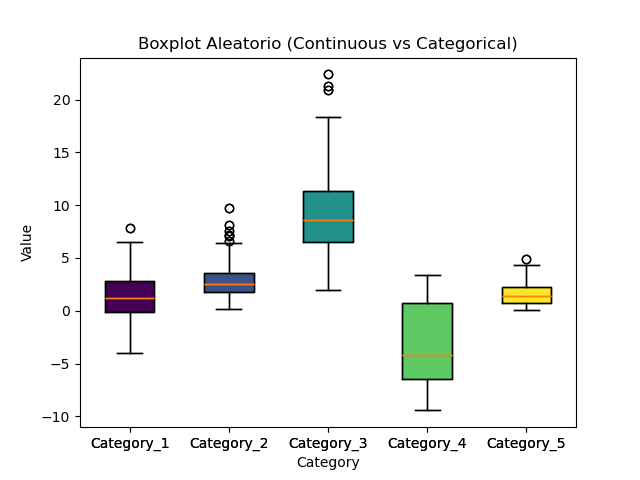 Boxplot Aleatorio (Continuous vs Categorical)
20
15
10
5
0
−5
−10
Value
Category_1 Category_2 Category_3 Category_4 Category_5
Category